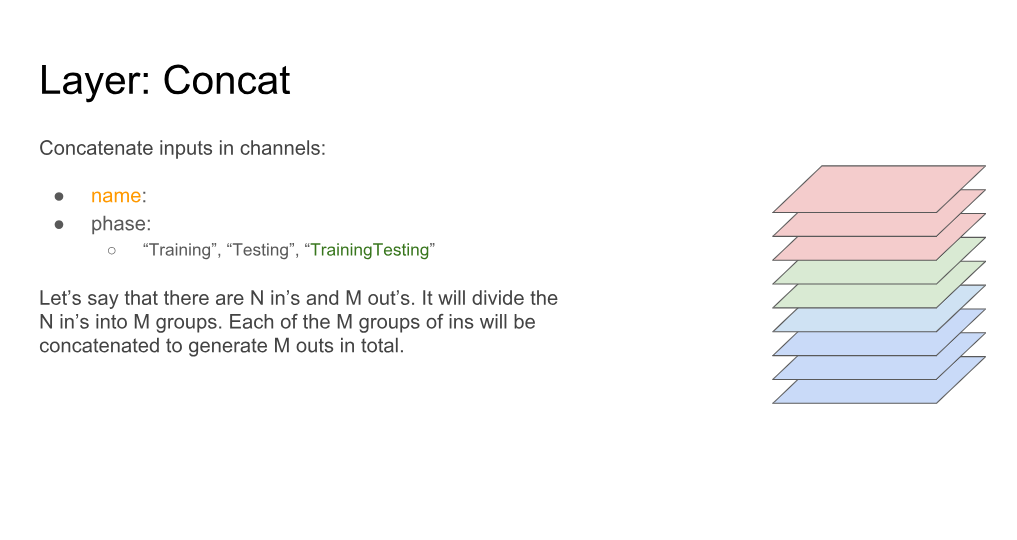 Layer: Concat
Concatenate inputs in channels:
● name:
● phase:
○ “Training”, “Testing”, “TrainingTesting”
Let’s say that there are N in’s and M out’s. It will divide the
N in’s into M groups. Each of the M groups of ins will be
concatenated to generate M outs in total.